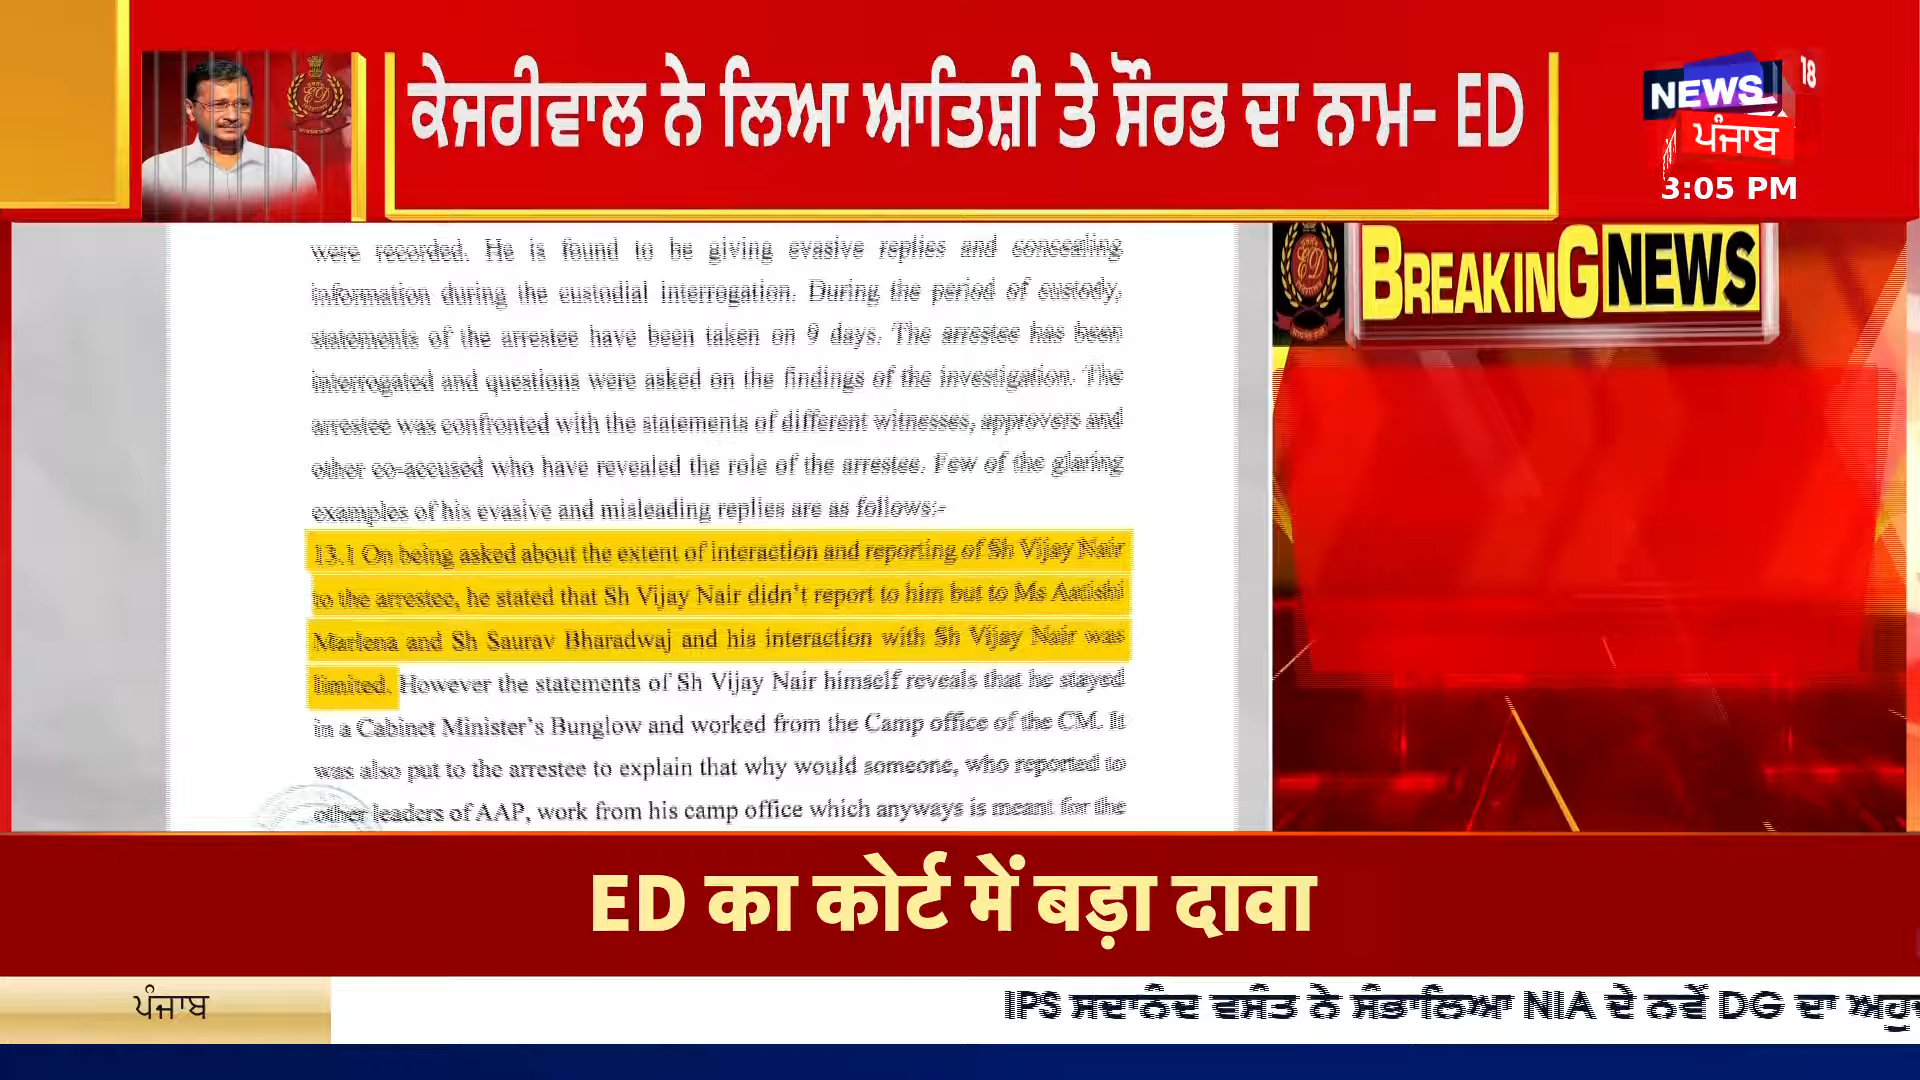 ਕੇਜਰੀਵਾਲ ਨੇ ਲਿਆ ਆਤਿਸ਼ੀ ਤੇ ਸੌਰਭ ਦਾ ਨਾਮ- ED
NEWS 18
ਪੰਜਾਬ
3:05 PM
BREAKING NEWS
were recorded. He is found to be giving evasive replies and concealing
information during the custodial interrogation. During the period of custody,
statements of the arrestee have been taken on 9 days. The arrestee has been
interrogated and questions were asked on the findings of the investigation. The
arrestee was confronted with the statements of different witnesses, approvers and
other co-accused who have revealed the role of the arrestee. Few of the glaring
examples of his evasive and misleading replies are as follows:-
13.1 On being asked about the extent of interaction and reporting of Sh Vijay Nair
to the arrestee, he stated that Sh Vijay Nair didn't report to him but to Ms Aatishi
Marlena and Sh Saurav Bharadwaj and his interaction with Sh Vijay Nair was
limited. However the statements of Sh Vijay Nair himself reveals that he stayed
in a Cabinet Minister's Bunglow and worked from the Camp office of the CM. It
was also put to the arrestee to explain that why would someone, who reported to
other leaders of AAP, work from his camp office which anyways is meant for the
ED का कोर्ट में बड़ा दावा
ਪੰਜਾਬ
IPS ਸਦਾਨੰਦ ਵਸੰਤ ਨੇ ਸੰਭਾਲਿਆ NIA ਦੇ ਨਵੇਂ DG ਦਾ